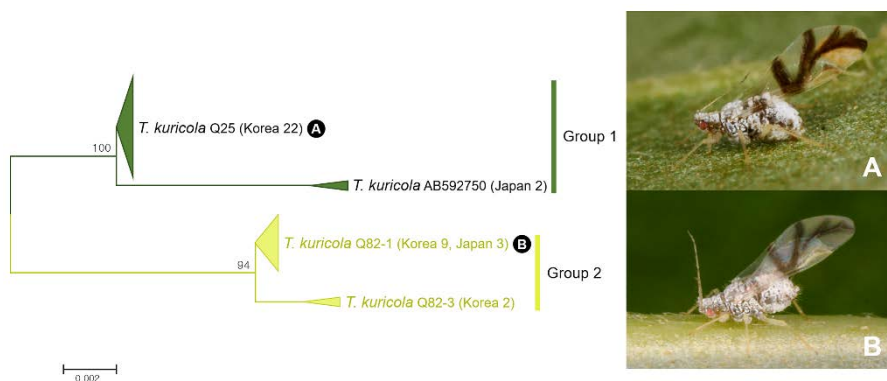 T. kuricola Q25 (Korea 22) A
Group 1
100
T. kuricola AB592750 (Japan 2)
T. kuricola Q82-1 (Korea 9, Japan 3) B
Group 2
94
T. kuricola Q82-3 (Korea 2)
0.002
A
B